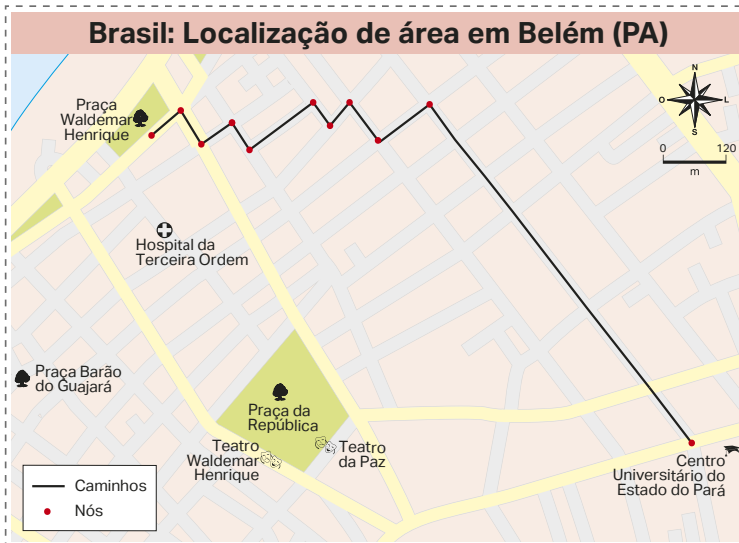 Brasil: Localização de área em Belém (PA)
Praça
Waldemar
Henrique
N
O
L
S
0 120
m
Hospital da
Terceira Ordem
Praça Barão
do Guajará
Praça da
República
Teatro
Waldemar
Henrique
Teatro
da Paz
Centro
Universitário do
Estado do Pará
Caminhos
Nós